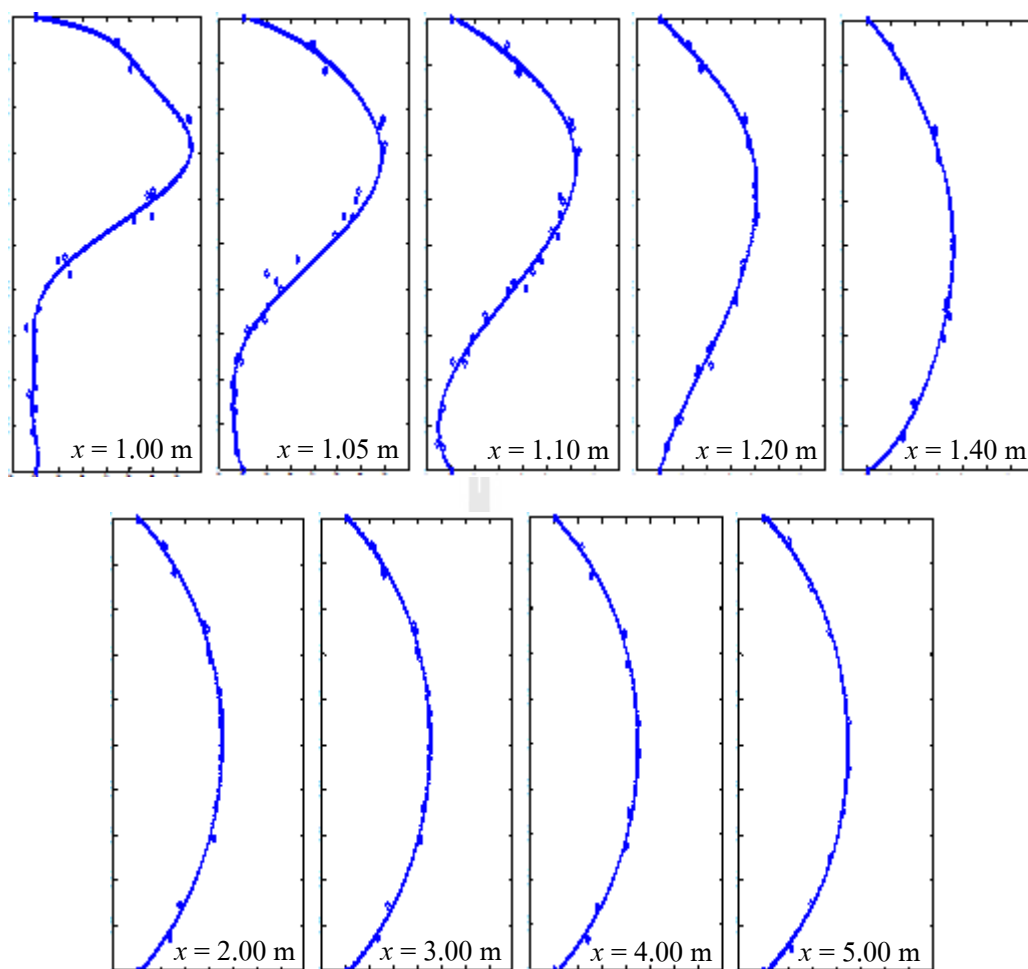 x = 1.00 m
x = 1.05 m
x = 1.10 m
x = 1.20 m
x = 1.40 m
x = 2.00 m
x = 3.00 m
x = 4.00 m
x = 5.00 m